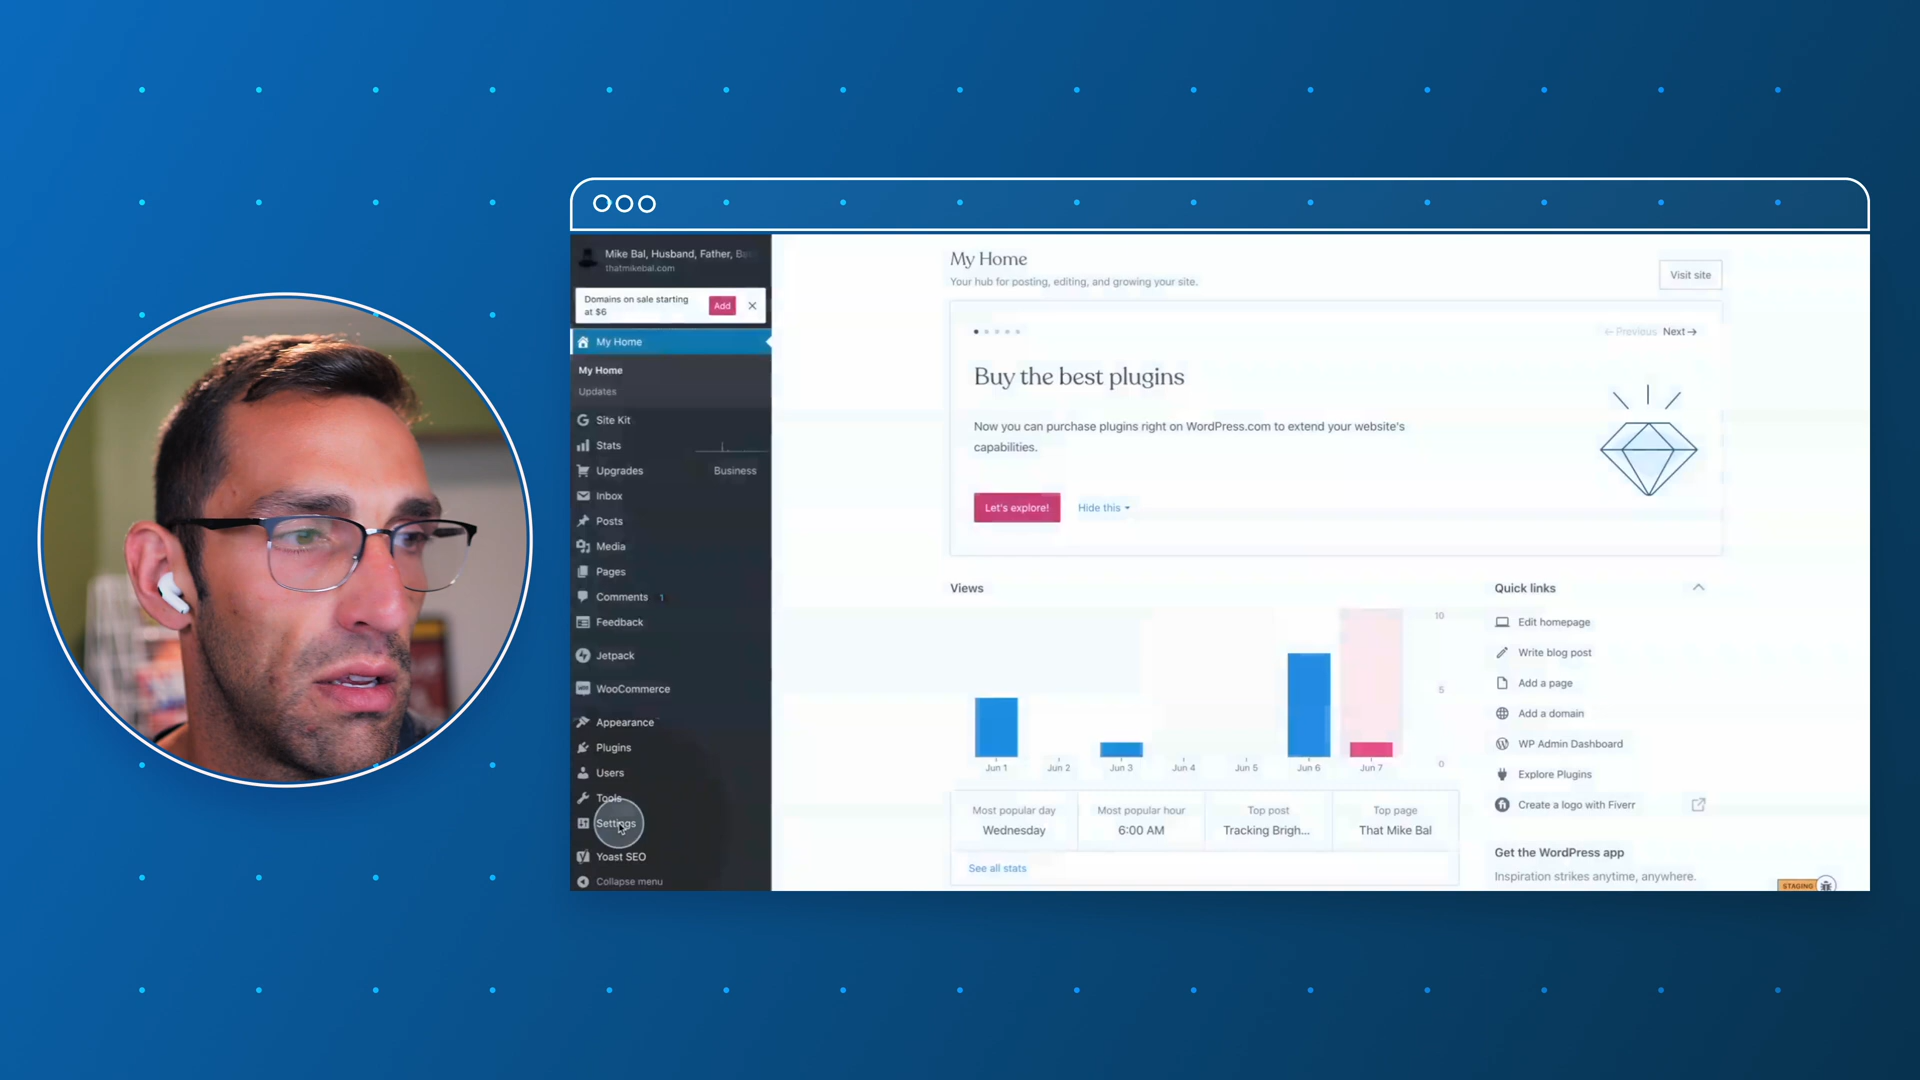 Mike Bal, Husband, Father, Ba
thatmikebal.com
Domains on sale starting
at $6
Add
My Home
My Home
Updates
Site Kit
Stats
Upgrades
Business
Inbox
Posts
Media
Pages
Comments 1
Feedback
Jetpack
WooCommerce
Appearance
Plugins
Users
Tools
Settings
Yoast SEO
Collapse menu
My Home
Your hub for posting, editing, and growing your site.
Visit site
← Previous Next →
Buy the best plugins
Now you can purchase plugins right on WordPress.com to extend your website's
capabilities.
Let's explore!
Hide this
Views
10
5
0
Jun 1
Jun 2
Jun 3
Jun 4
Jun 5
Jun 6
Jun 7
Most popular day
Wednesday
Most popular hour
6:00 AM
Top post
Tracking Brigh...
Top page
That Mike Bal
See all stats
Quick links
Edit homepage
Write blog post
Add a page
Add a domain
WP Admin Dashboard
Explore Plugins
Create a logo with Fiverr
Get the WordPress app
Inspiration strikes anytime, anywhere.
STAGING